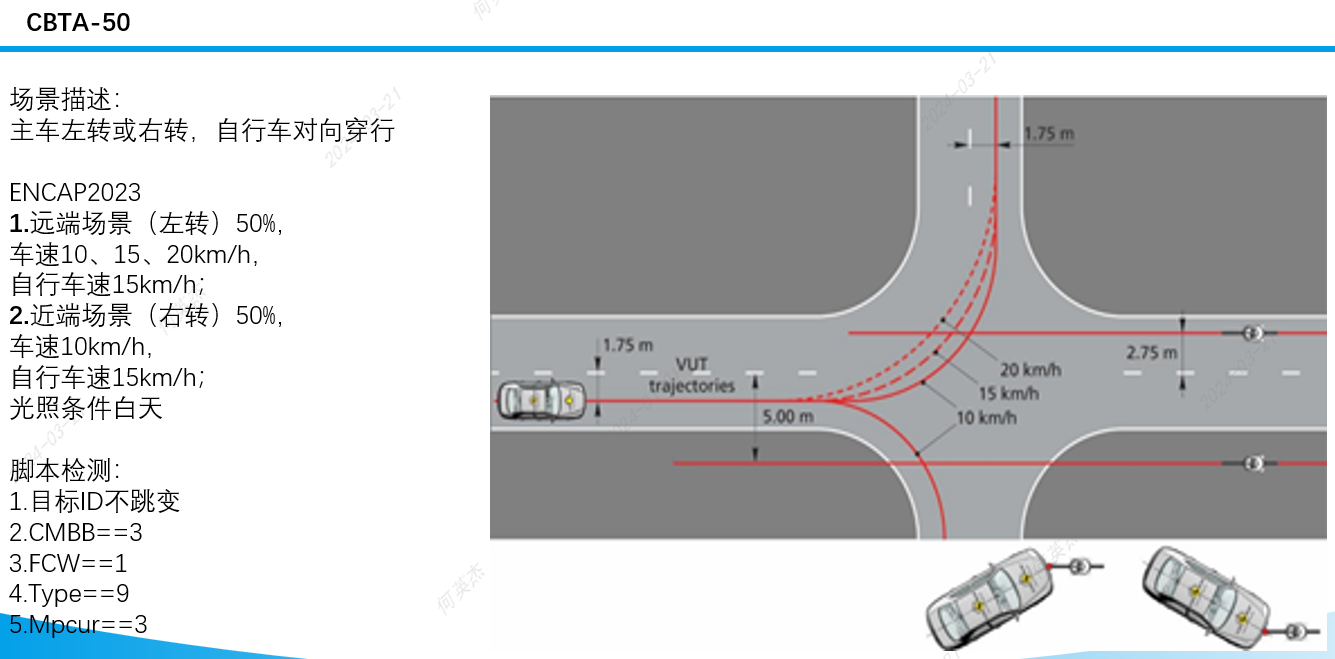 CBTA-50
场景描述：
主车左转或右转，自行车对向穿行
ENCAP2023
1.远端场景（左转）50%，
车速10、15、20km/h，
自行车速15km/h；
2.近端场景（右转）50%，
车速10km/h，
自行车速15km/h；
光照条件白天
脚本检测：
1.目标ID不跳变
2.CMBB==3
3.FCW==1
4.Type==9
5.Mpcur==3
1.75 m
1.75 m
VUT
trajectories
5.00 m
2.75 m
20 km/h
15 km/h
10 km/h
2024-03-21
2024-03-21
何英杰